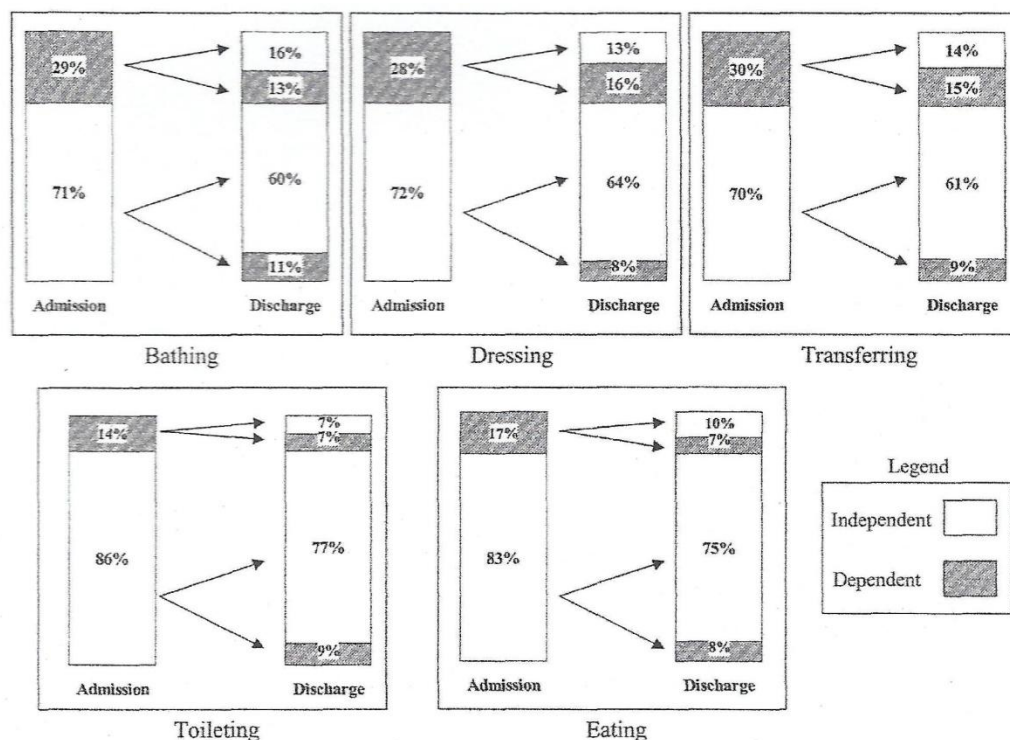 29%
16%
13%
71%
60%
11%
Admission
Discharge
Bathing
28%
13%
16%
72%
64%
8%
Admission
Discharge
Dressing
30%
14%
15%
70%
61%
9%
Admission
Discharge
Transferring
14%
7%
7%
86%
77%
9%
Admission
Discharge
Toileting
17%
10%
7%
83%
75%
8%
Admission
Discharge
Eating
Legend
Independent
Dependent